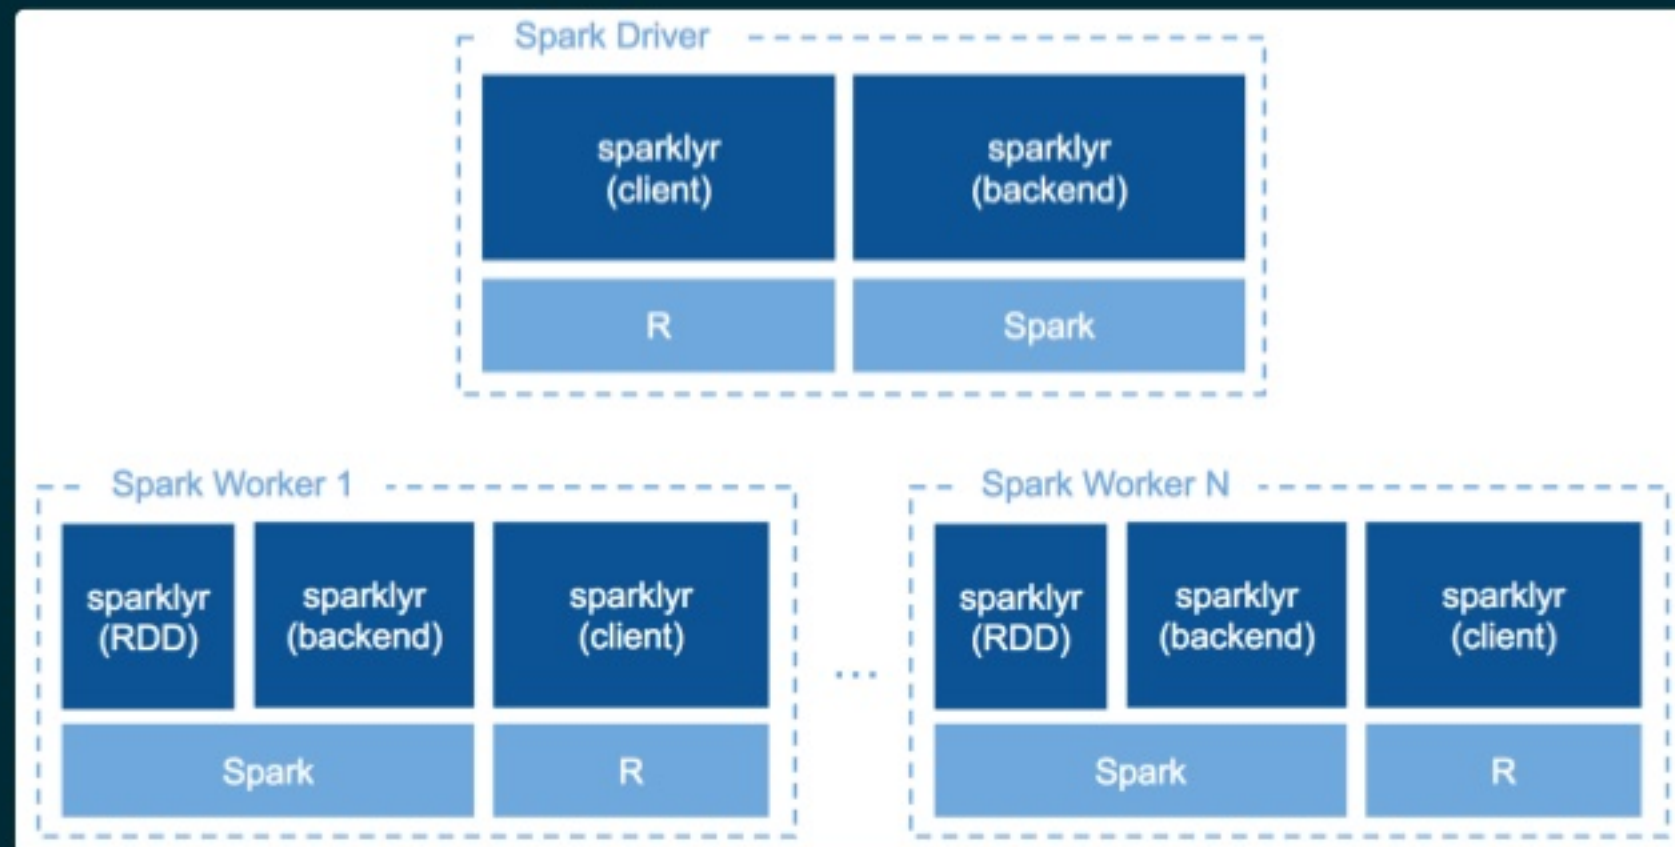 Spark Driver
sparklyr
(client)
sparklyr
(backend)
R
Spark
Spark Worker 1
sparklyr
(RDD)
sparklyr
(backend)
sparklyr
(client)
Spark
R
...
Spark Worker N
sparklyr
(RDD)
sparklyr
(backend)
sparklyr
(client)
Spark
R